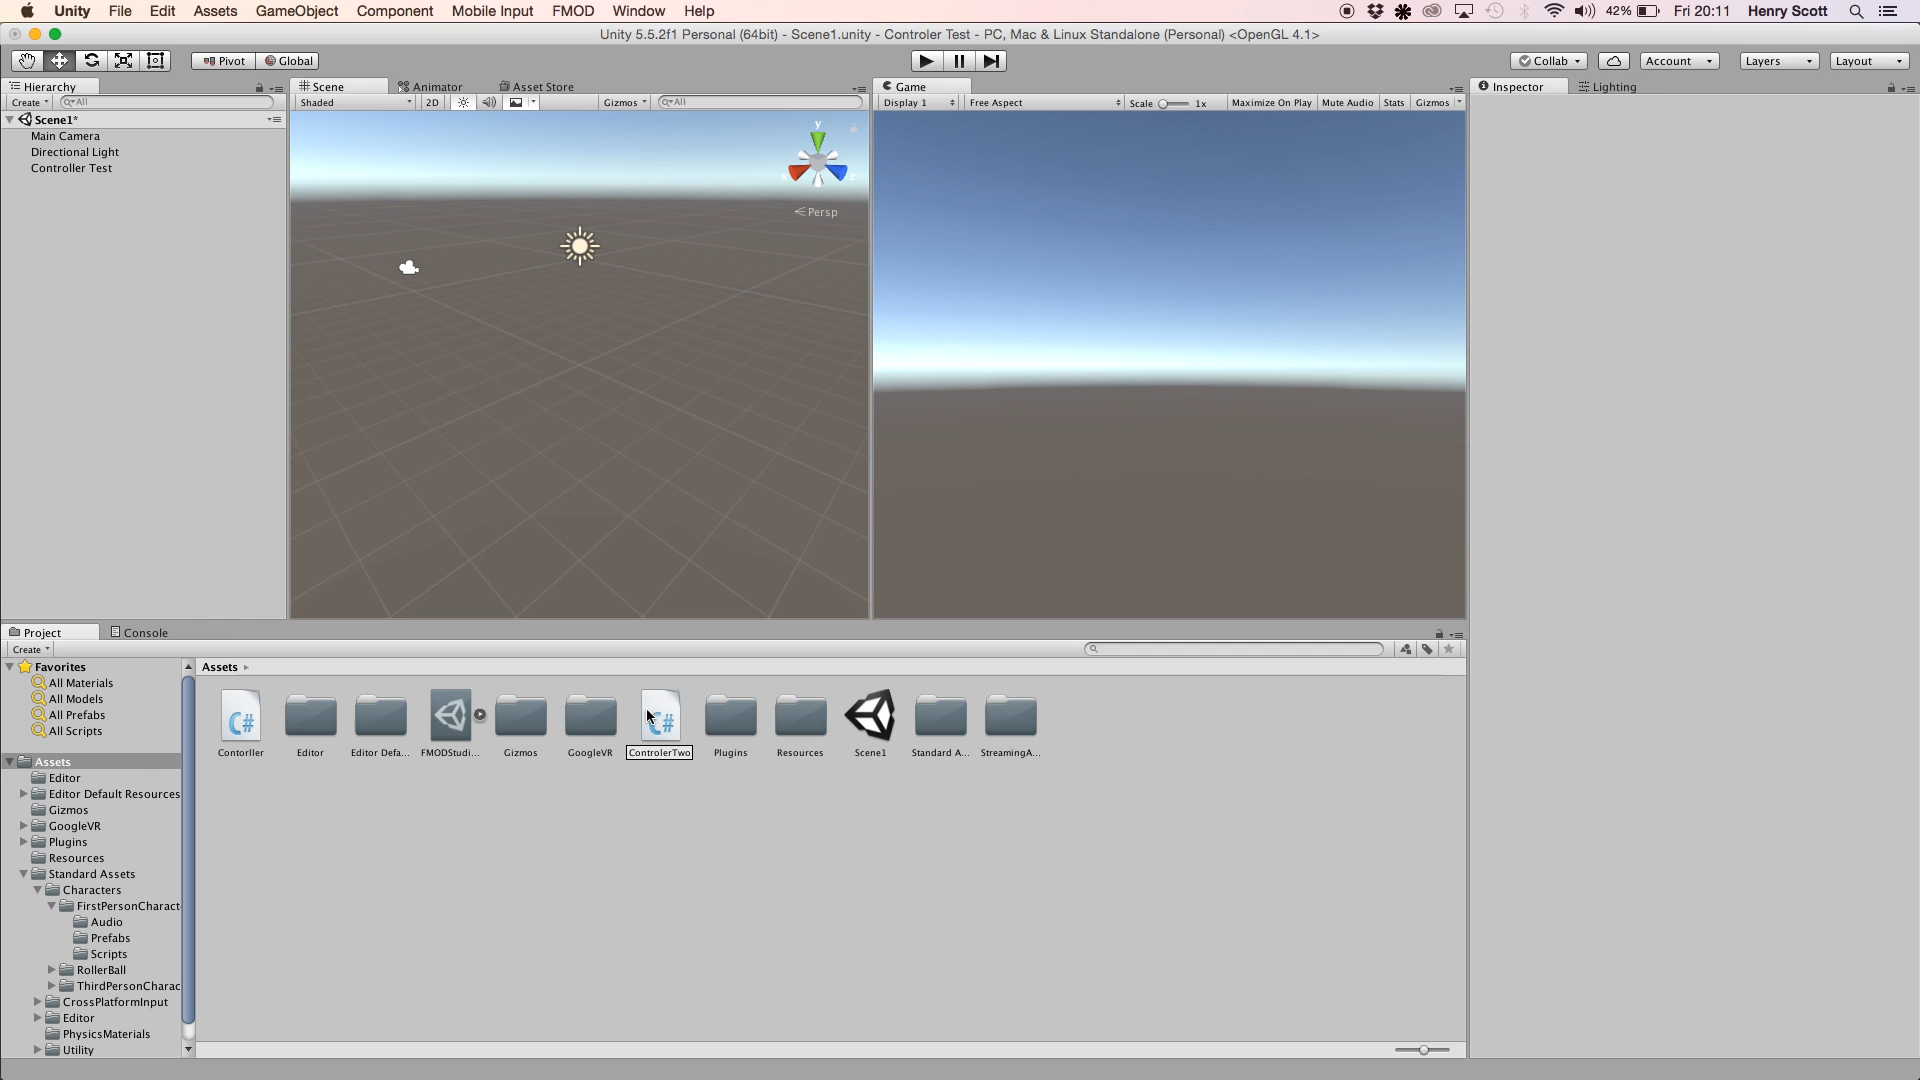 Unity File Edit Assets GameObject Component Mobile Input FMOD Window Help 42% Fri 20:11 Henry Scott
Unity 5.5.2f1 Personal (64bit) - Scene1.unity - Controler Test - PC, Mac & Linux Standalone (Personal) <OpenGL 4.1>
Pivot Global Collab Account Layers Layout
Hierarchy Scene Animator Asset Store Game Inspector Lighting
Create All Shaded 2D Gizmos All Display 1 Free Aspect Scale 1x Maximize On Play Mute Audio Stats Gizmos
Scene1*
Main Camera
Directional Light
Controller Test
y
Persp
Project Console
Create
Favorites
All Materials
All Models
All Prefabs
All Scripts
Assets
Editor
Editor Default Resources
Gizmos
GoogleVR
Plugins
Resources
Standard Assets
Characters
FirstPersonCharact
Audio
Prefabs
Scripts
RollerBall
ThirdPersonCharac
CrossPlatformInput
Editor
PhysicsMaterials
Utility
Assets
C# C#
Contorller Editor Editor Defa... FMODStudi... Gizmos GoogleVR ControlerTwo Plugins Resources Scene1 Standard A... StreamingA...